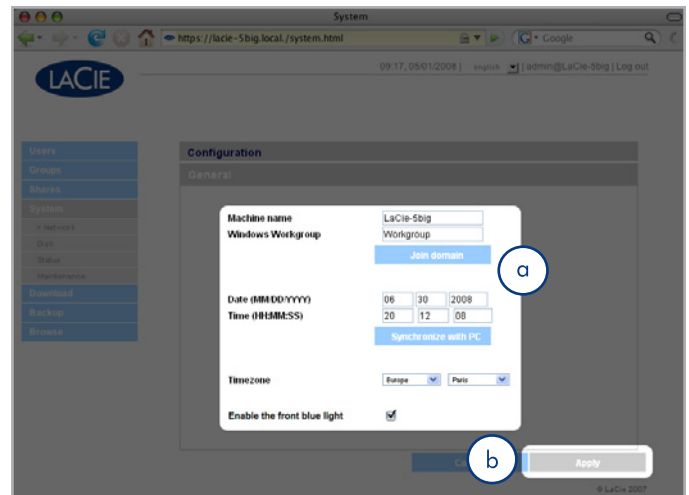 System
https://lacie-5big.local./system.html
Google
LACIE
09:17, 05/01/2008 | english | admin@LaCie-5big | Log out
Users
Groups
Shares
System
> Network
Status
Maintenance
Download
Backup
Browse
Configuration
General
Machine name LaCie-5big
Windows Workgroup Workgroup
Join domain
a
Date (MM/DD/YYYY) 06 30 2008
Time (HH:MM:SS) 20 12 08
Synchronize with PC
Timezone Europe Paris
Enable the front blue light
b
Apply
© LaCie 2007